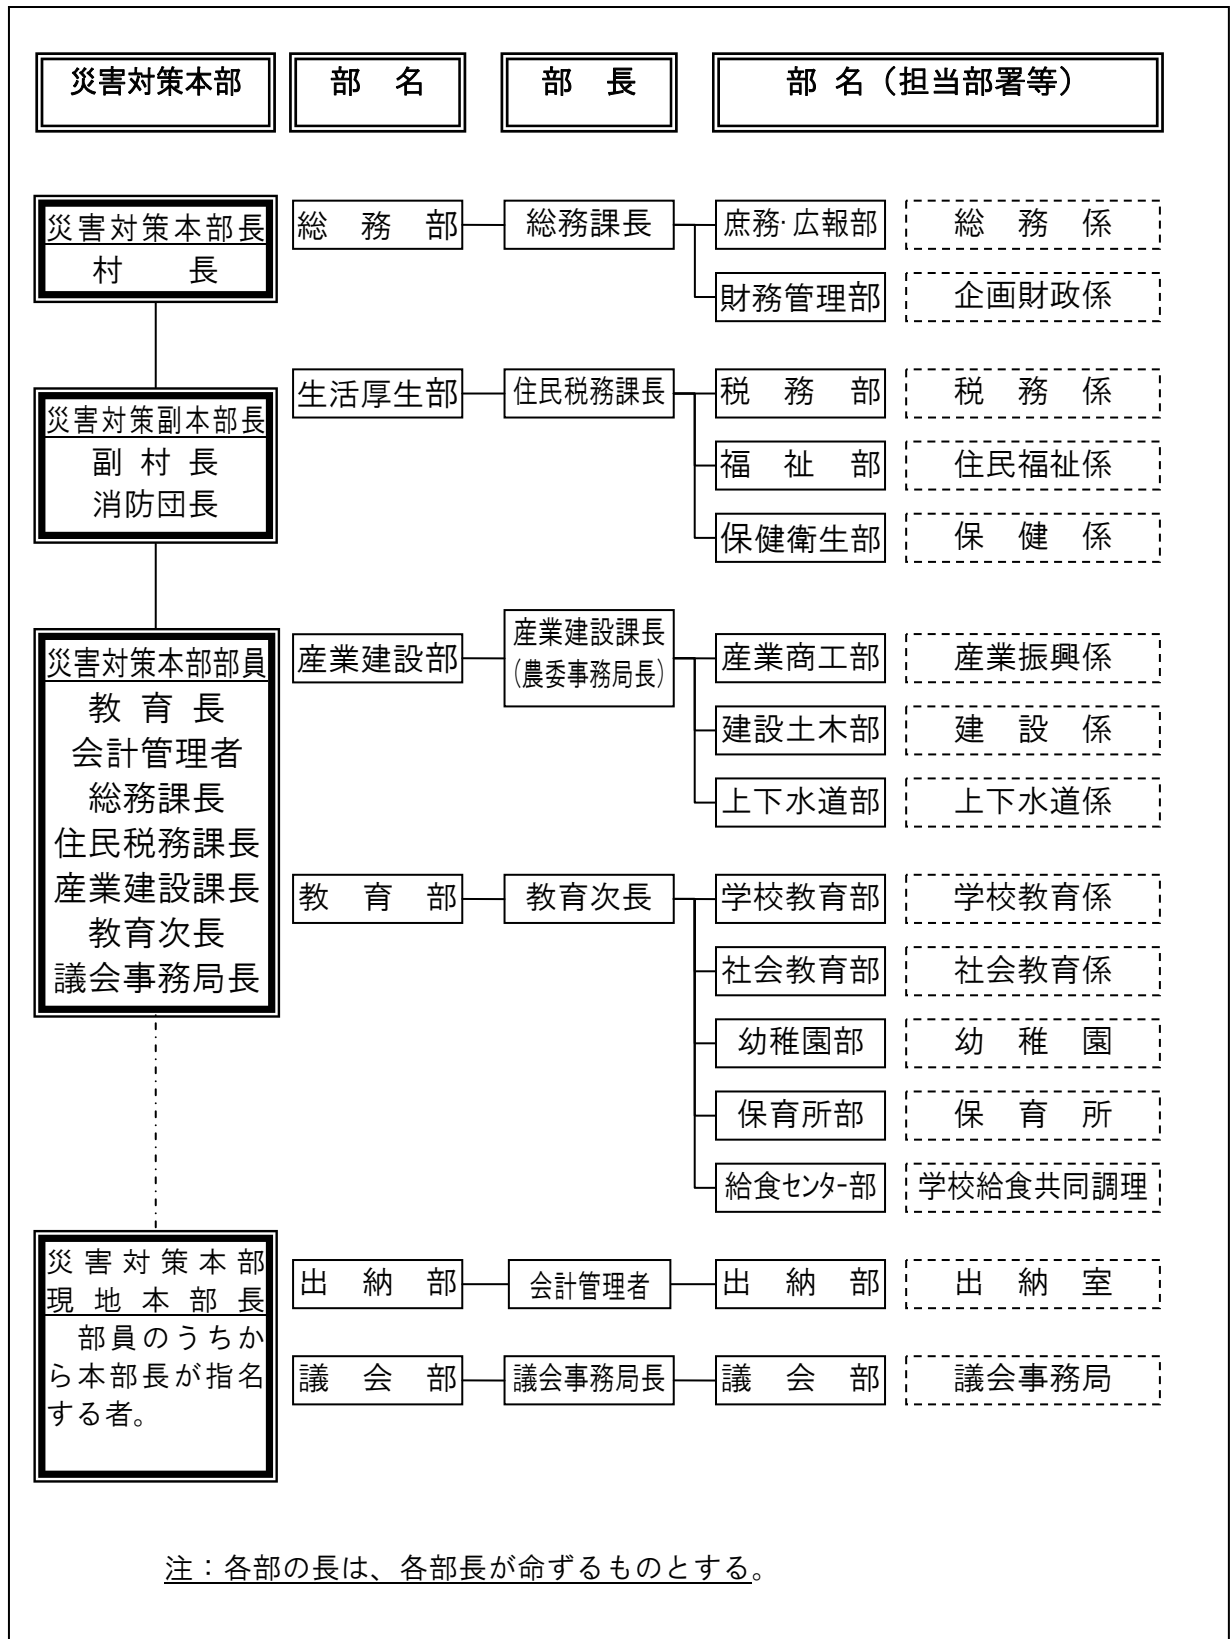 災害対策本部 部 名 部 長 部 名（担当部署等）
災害対策本部長
村 長
災害対策副本部長
副 村 長
消防団長
災害対策本部部員
教 育 長
会計管理者
総務課長
住民税務課長
産業建設課長
教育次長
議会事務局長
災害対策本部
現地本部長
部員のうちか
ら本部長が指名
する者。
総 務 部 総務課長 庶務･広報部 総 務 係
財務管理部 企画財政係
生活厚生部 住民税務課長 税 務 部 税 務 係
福 祉 部 住民福祉係
保健衛生部 保 健 係
産業建設部 産業建設課長
(農委事務局長)
産業商工部 産業振興係
建設土木部 建 設 係
上下水道部 上下水道係
教 育 部 教育次長 学校教育部 学校教育係
社会教育部 社会教育係
幼稚園部 幼 稚 園
保育所部 保 育 所
給食ｾﾝﾀｰ部 学校給食共同調理
出 納 部 会計管理者 出 納 部 出 納 室
議 会 部 議会事務局長 議 会 部 議会事務局
注：各部の長は、各部長が命ずるものとする。